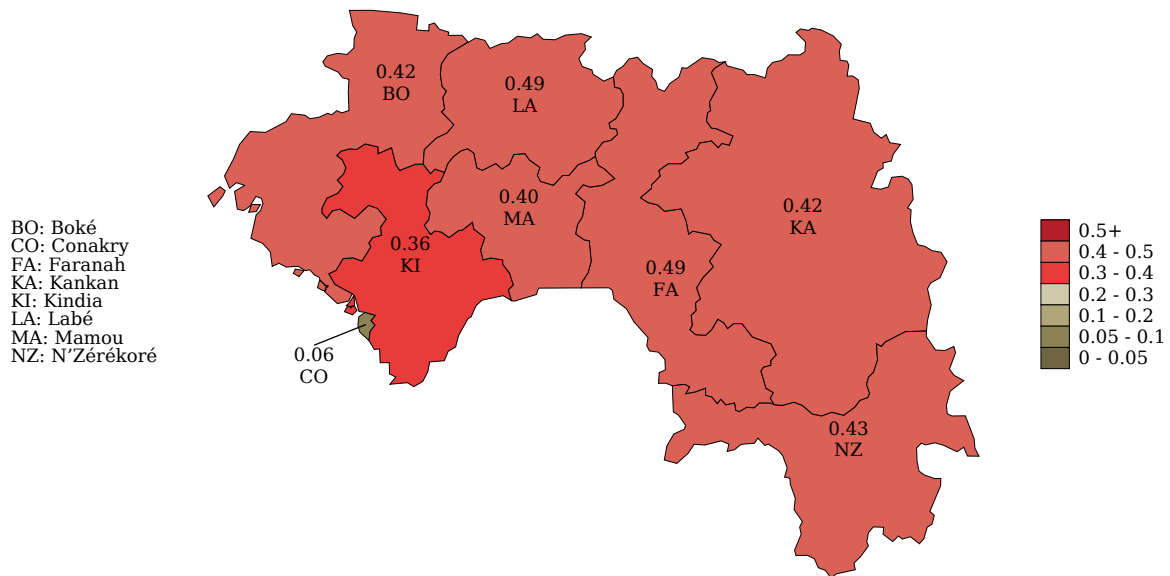 0.42
BO
0.49
LA
0.40
MA
0.42
KA
0.36
KI
0.49
FA
0.06
CO
0.43
NZ
BO: Boké
CO: Conakry
FA: Faranah
KA: Kankan
KI: Kindia
LA: Labé
MA: Mamou
NZ: N’Zérékoré
0.5+
0.4 - 0.5
0.3 - 0.4
0.2 - 0.3
0.1 - 0.2
0.05 - 0.1
0 - 0.05